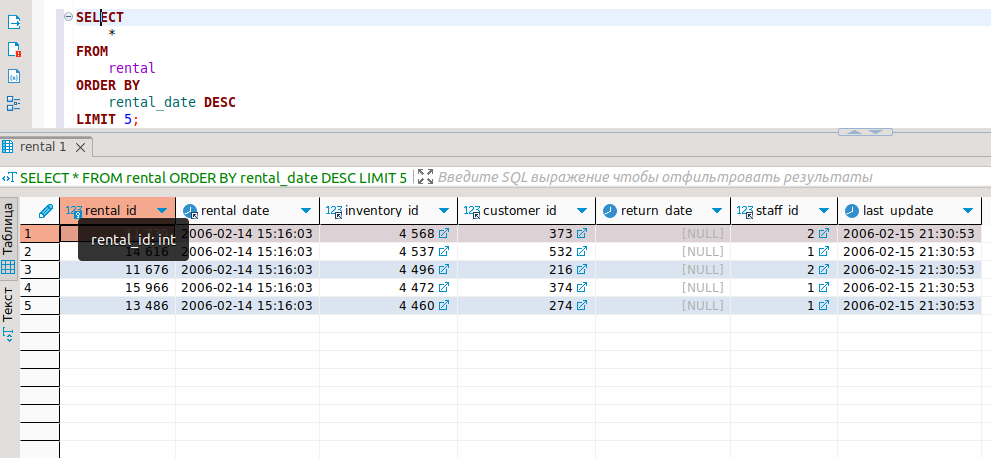 SELECT
*
FROM
rental
ORDER BY
rental_date DESC
LIMIT 5;
rental 1
SELECT * FROM rental ORDER BY rental_date DESC LIMIT 5 Введите SQL выражение чтобы отфильтровать результаты
Таблица
Текст
123 rental_id rental_date 123 inventory_id 123 customer_id return_date 123 staff_id last_update
rental_id: int
1 2006-02-14 15:16:03 4 568 373 [NULL] 2 2006-02-15 21:30:53
2 14 616 2006-02-14 15:16:03 4 537 532 [NULL] 1 2006-02-15 21:30:53
3 11 676 2006-02-14 15:16:03 4 496 216 [NULL] 2 2006-02-15 21:30:53
4 15 966 2006-02-14 15:16:03 4 472 374 [NULL] 1 2006-02-15 21:30:53
5 13 486 2006-02-14 15:16:03 4 460 274 [NULL] 1 2006-02-15 21:30:53